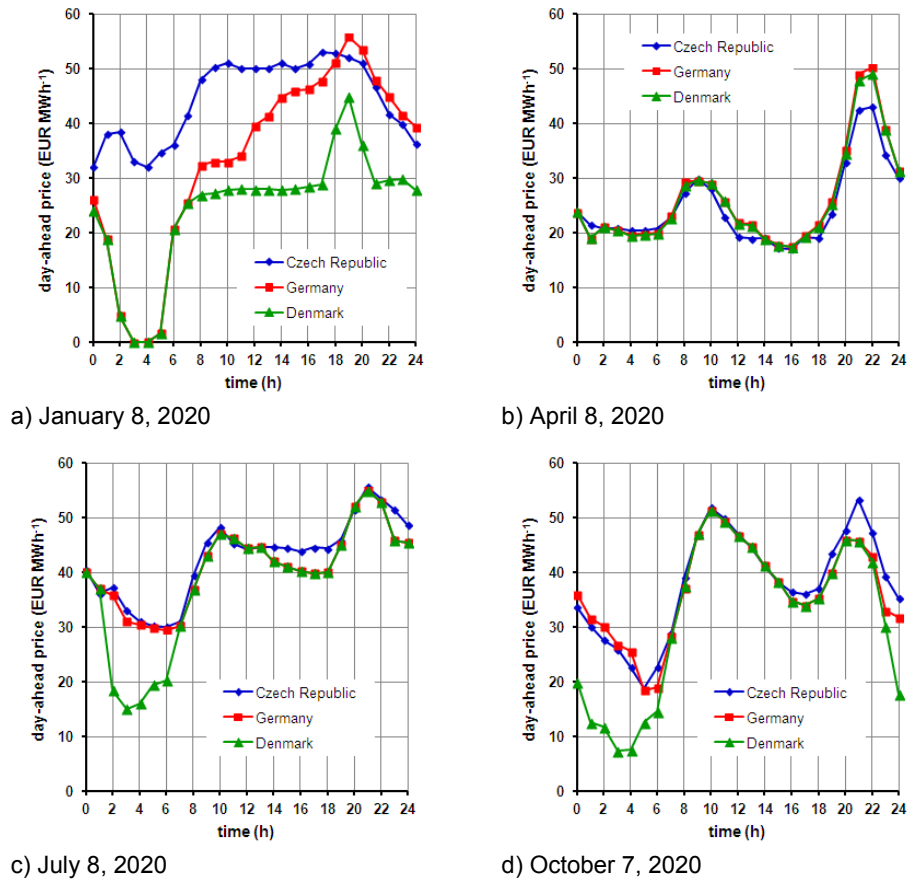 60
50
40
30
20
10
0
day-ahead price (EUR MWh⁻¹)
Czech Republic
Germany
Denmark
0 2 4 6 8 10 12 14 16 18 20 22 24
time (h)
a) January 8, 2020
60
50
40
30
20
10
0
day-ahead price (EUR MWh⁻¹)
Czech Republic
Germany
Denmark
0 2 4 6 8 10 12 14 16 18 20 22 24
time (h)
b) April 8, 2020
60
50
40
30
20
10
0
day-ahead price (EUR MWh⁻¹)
Czech Republic
Germany
Denmark
0 2 4 6 8 10 12 14 16 18 20 22 24
time (h)
c) July 8, 2020
60
50
40
30
20
10
0
day-ahead price (EUR MWh⁻¹)
Czech Republic
Germany
Denmark
0 2 4 6 8 10 12 14 16 18 20 22 24
time (h)
d) October 7, 2020